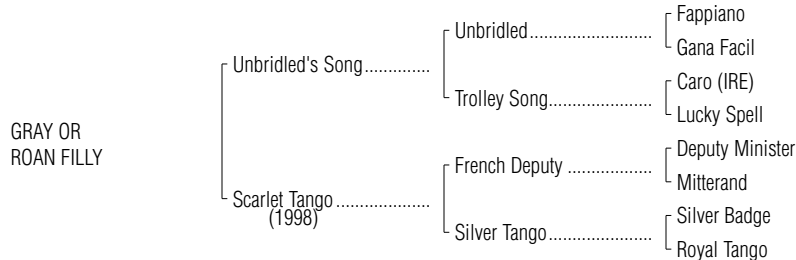 Fappiano
Unbridled..............................
Gana Facil
Unbridled's Song................
Caro (IRE)
Trolley Song.........................
Lucky Spell
GRAY OR
ROAN FILLY
Deputy Minister
French Deputy .....................
Mitterand
Scarlet Tango .......................
(1998)
Silver Badge
Silver Tango.........................
Royal Tango